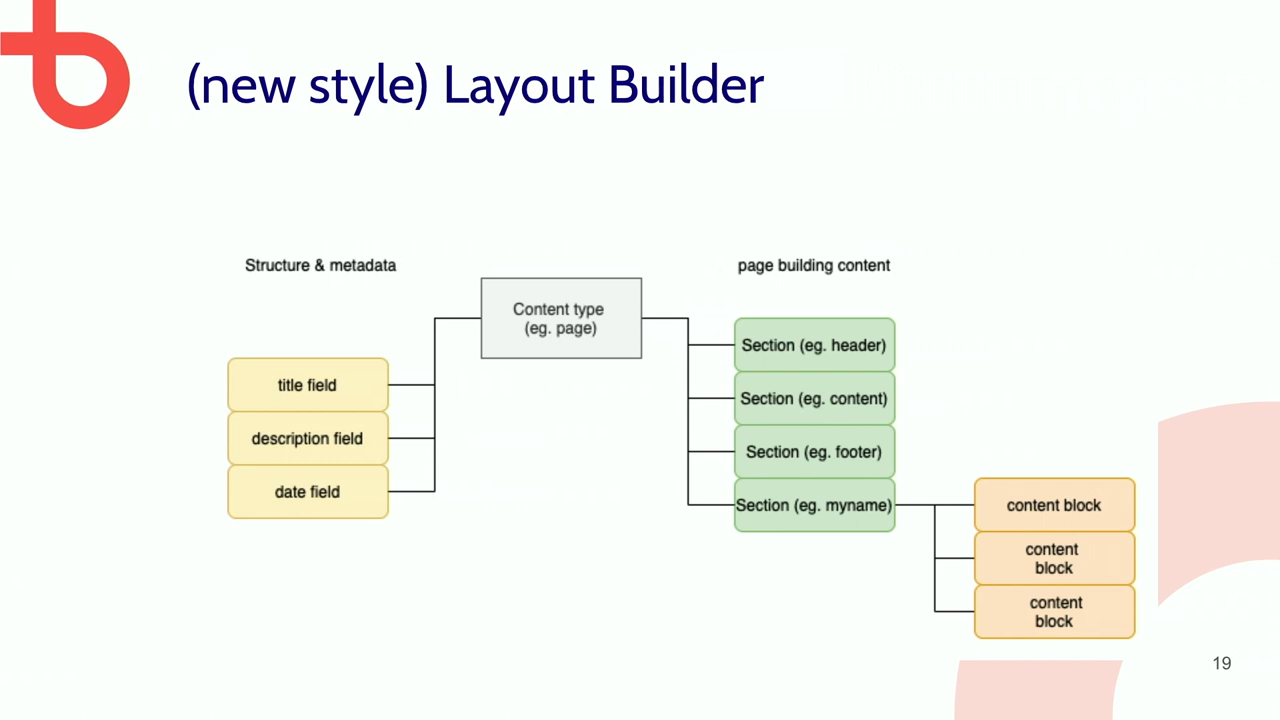 (new style) Layout Builder
Structure & metadata
page building content
Content type
(eg. page)
title field
description field
date field
Section (eg. header)
Section (eg. content)
Section (eg. footer)
Section (eg. myname)
content block
content
block
content
block
19